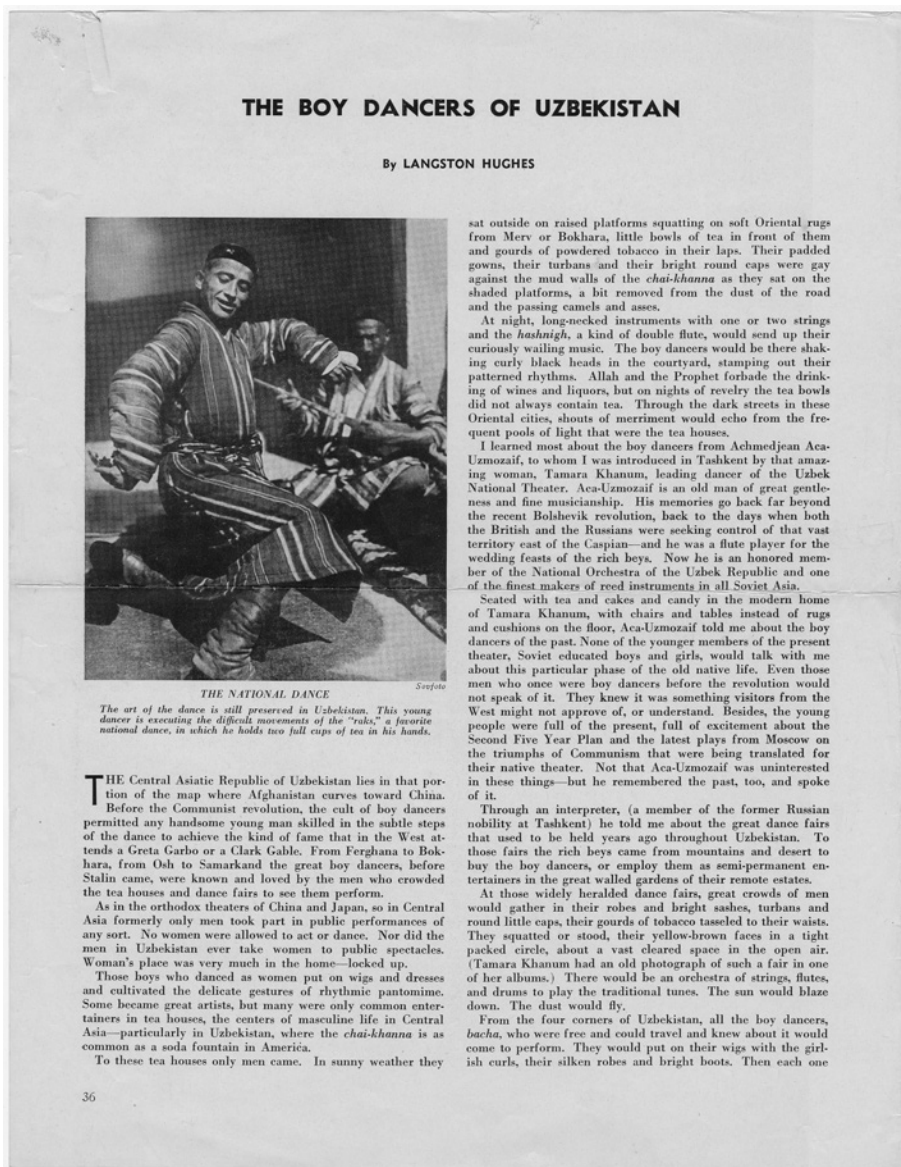 THE BOY DANCERS OF UZBEKISTAN
By LANGSTON HUGHES
Sovfoto
THE NATIONAL DANCE
The art of the dance is still preserved in Uzbekistan. This young
dancer is executing the difficult movements of the "raks," a favorite
national dance, in which he holds two full cups of tea in his hands.
THE Central Asiatic Republic of Uzbekistan lies in that por-
tion of the map where Afghanistan curves toward China.
Before the Communist revolution, the cult of boy dancers
permitted any handsome young man skilled in the subtle steps
of the dance to achieve the kind of fame that in the West at-
tends a Greta Garbo or a Clark Gable. From Ferghana to Bok-
hara, from Osh to Samarkand the great boy dancers, before
Stalin came, were known and loved by the men who crowded
the tea houses and dance fairs to see them perform.
As in the orthodox theaters of China and Japan, so in Central
Asia formerly only men took part in public performances of
any sort. No women were allowed to act or dance. Nor did the
men in Uzbekistan ever take women to public spectacles.
Woman's place was very much in the home—locked up.
Those boys who danced as women put on wigs and dresses
and cultivated the delicate gestures of rhythmic pantomime.
Some became great artists, but many were only common enter-
tainers in tea houses, the centers of masculine life in Central
Asia—particularly in Uzbekistan, where the chai-khanna is as
common as a soda fountain in America.
To these tea houses only men came. In sunny weather they
36
sat outside on raised platforms squatting on soft Oriental rugs
from Merv or Bokhara, little bowls of tea in front of them
and gourds of powdered tobacco in their laps. Their padded
gowns, their turbans and their bright round caps were gay
against the mud walls of the chai-khanna as they sat on the
shaded platforms, a bit removed from the dust of the road
and the passing camels and asses.
At night, long-necked instruments with one or two strings
and the hashnigh, a kind of double flute, would send up their
curiously wailing music. The boy dancers would be there shak-
ing curly black heads in the courtyard, stamping out their
patterned rhythms. Allah and the Prophet forbade the drink-
ing of wines and liquors, but on nights of revelry the tea bowls
did not always contain tea. Through the dark streets in these
Oriental cities, shouts of merriment would echo from the fre-
quent pools of light that were the tea houses.
I learned most about the boy dancers from Achmedjean Aca-
Uzmozaif, to whom I was introduced in Tashkent by that amaz-
ing woman, Tamara Khanum, leading dancer of the Uzbek
National Theater. Aca-Uzmozaif is an old man of great gentle-
ness and fine musicianship. His memories go back far beyond
the recent Bolshevik revolution, back to the days when both
the British and the Russians were seeking control of that vast
territory east of the Caspian—and he was a flute player for the
wedding feasts of the rich beys. Now he is an honored mem-
ber of the National Orchestra of the Uzbek Republic and one
of the finest makers of reed instruments in all Soviet Asia.
Seated with tea and cakes and candy in the modern home
of Tamara Khanum, with chairs and tables instead of rugs
and cushions on the floor, Aca-Uzmozaif told me about the boy
dancers of the past. None of the younger members of the present
theater, Soviet educated boys and girls, would talk with me
about this particular phase of the old native life. Even those
men who once were boy dancers before the revolution would
not speak of it. They knew it was something visitors from the
West might not approve of, or understand. Besides, the young
people were full of the present, full of excitement about the
Second Five Year Plan and the latest plays from Moscow on
the triumphs of Communism that were being translated for
their native theater. Not that Aca-Uzmozaif was uninterested
in these things—but he remembered the past, too, and spoke
of it.
Through an interpreter, (a member of the former Russian
nobility at Tashkent) he told me about the great dance fairs
that used to be held years ago throughout Uzbekistan. To
those fairs the rich beys came from mountains and desert to
buy the boy dancers, or employ them as semi-permanent en-
tertainers in the great walled gardens of their remote estates.
At those widely heralded dance fairs, great crowds of men
would gather in their robes and bright sashes, turbans and
round little caps, their gourds of tobacco tasseled to their waists.
They squatted or stood, their yellow-brown faces in a tight
packed circle, about a vast cleared space in the open air.
(Tamara Khanum had an old photograph of such a fair in one
of her albums.) There would be an orchestra of strings, flutes,
and drums to play the traditional tunes. The sun would blaze
down. The dust would fly.
From the four corners of Uzbekistan, all the boy dancers,
bacha, who were free and could travel and knew about it would
come to perform. They would put on their wigs with the girl-
ish curls, their silken robes and bright boots. Then each one